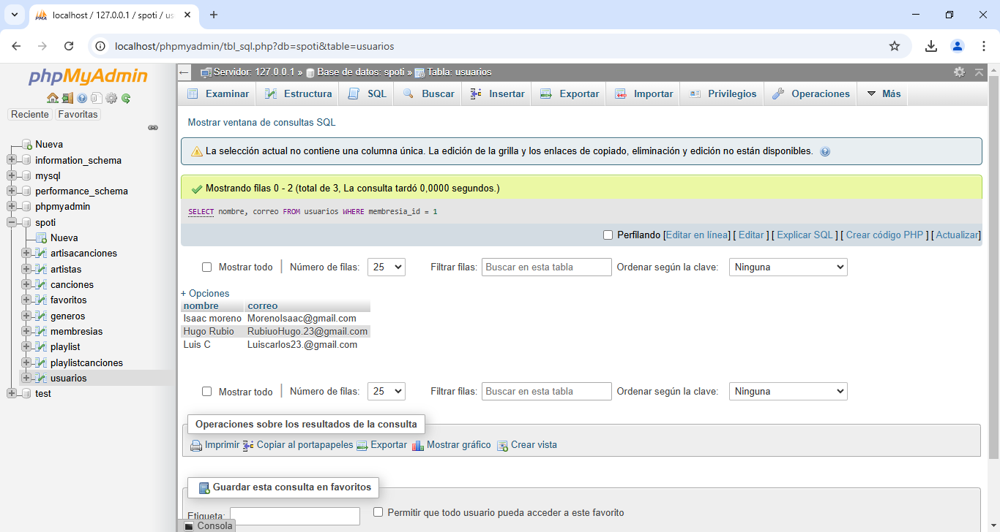 localhost / 127.0.0.1 / spoti / us
localhost/phpmyadmin/tbl_sql.php?db=spoti&table=usuarios
phpMyAdmin
Reciente Favoritas
Nueva
information_schema
mysql
performance_schema
phpmyadmin
spoti
Nueva
artisacanciones
artistas
canciones
favoritos
generos
membresias
playlist
playlistcanciones
usuarios
test
Servidor: 127.0.0.1 » Base de datos: spoti » Tabla: usuarios
Examinar Estructura SQL Buscar Insertar Exportar Importar Privilegios Operaciones Más
Mostrar ventana de consultas SQL
La selección actual no contiene una columna única. La edición de la grilla y los enlaces de copiado, eliminación y edición no están disponibles.
Mostrando filas 0 - 2 (total de 3, La consulta tardó 0,0000 segundos.)
SELECT nombre, correo FROM usuarios WHERE membresia_id = 1
Perfilando [Editar en línea] [ Editar ] [ Explicar SQL ] [ Crear código PHP ] [ Actualizar]
Mostrar todo Número de filas: 25 Filtrar filas: Buscar en esta tabla Ordenar según la clave: Ninguna
+ Opciones
nombre correo
Isaac moreno MorenoIsaac@gmail.com
Hugo Rubio RubiuoHugo.23@gmail.com
Luis C Luiscarlos23.@gmail.com
Mostrar todo Número de filas: 25 Filtrar filas: Buscar en esta tabla Ordenar según la clave: Ninguna
Operaciones sobre los resultados de la consulta
Imprimir Copiar al portapapeles Exportar Mostrar gráfico Crear vista
Guardar esta consulta en favoritos
Etiqueta: Permitir que todo usuario pueda acceder a este favorito
Consola